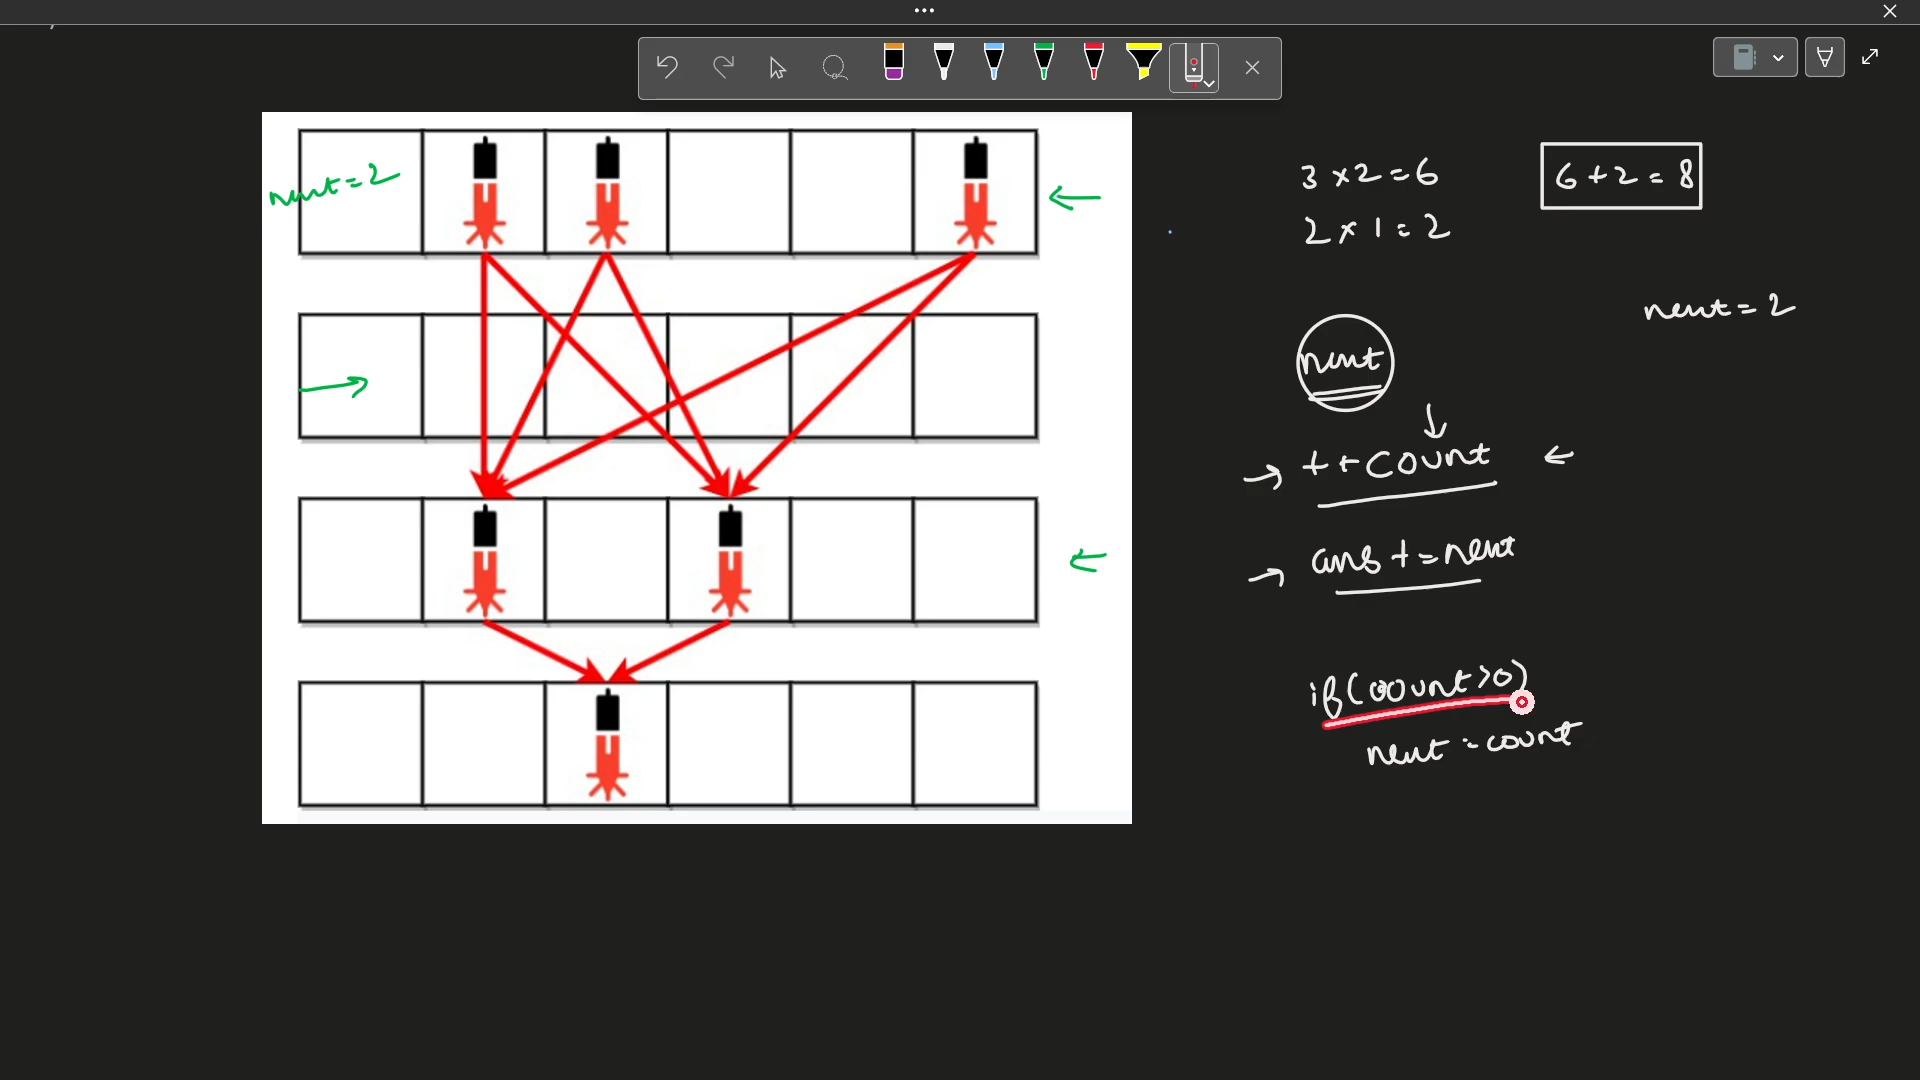 next=2
3 x2=6
2 x 1=2
6+2=8
next=2
next
++count
ans+=next
if(count>0)
next=count